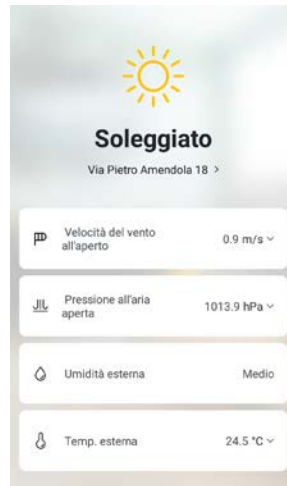 Soleggiato
Via Pietro Amendola 18 >
Velocità del vento
all'aperto
0.9 m/s
Pressione all'aria
aperta
1013.9 hPa
Umidità esterna
Medio
Temp. esterna
24.5 °C